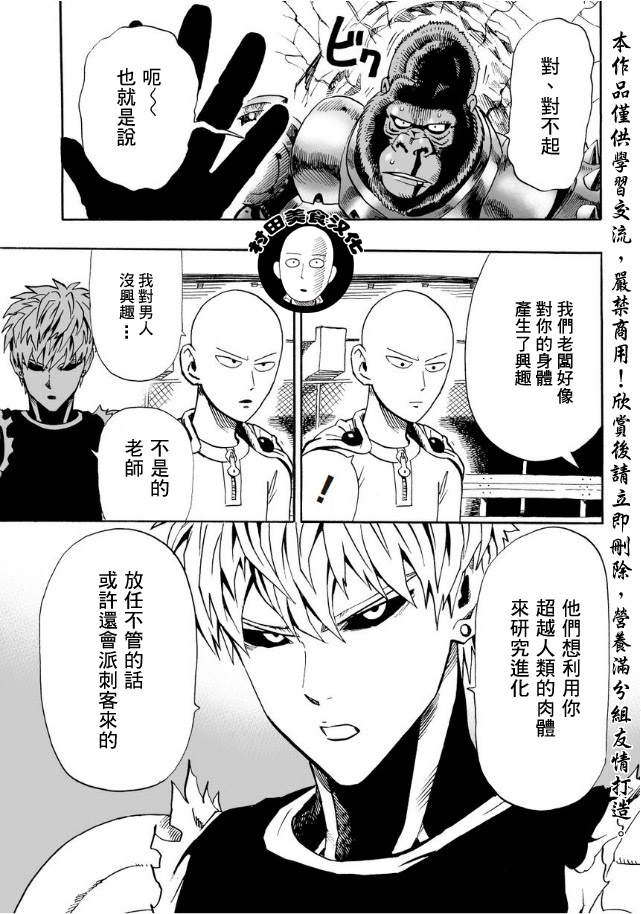 對、對不起
ビクッ
呃～
也就是說
村田美食汉化
我們老闆好像
對你的身體
產生了興趣
！
我對男人
沒興趣…
不是的
老師
他們想利用你
超越人類的肉體
來研究進化
放任不管的話
或許還會派刺客來的
本作品僅供學習交流，嚴禁商用！欣賞後請立即刪除，營養滿分組友情打造。